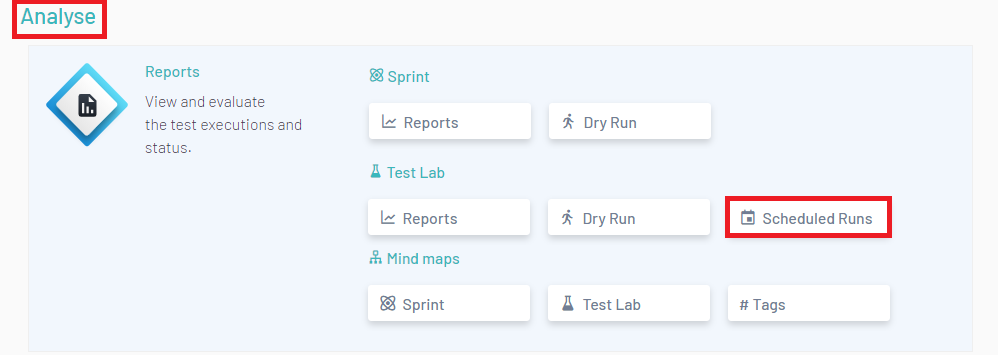 Analyse
Reports
View and evaluate
the test executions and
status.
Sprint
Reports
Dry Run
Test Lab
Reports
Dry Run
Scheduled Runs
Mind maps
Sprint
Test Lab
# Tags